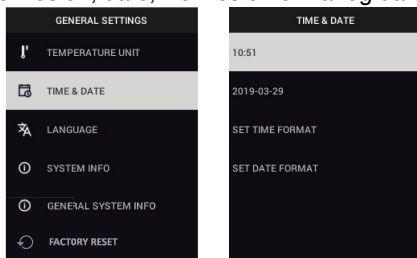 GENERAL SETTINGS
TEMPERATURE UNIT
TIME & DATE
LANGUAGE
SYSTEM INFO
GENERAL SYSTEM INFO
FACTORY RESET
TIME & DATE
10:51
2019-03-29
SET TIME FORMAT
SET DATE FORMAT